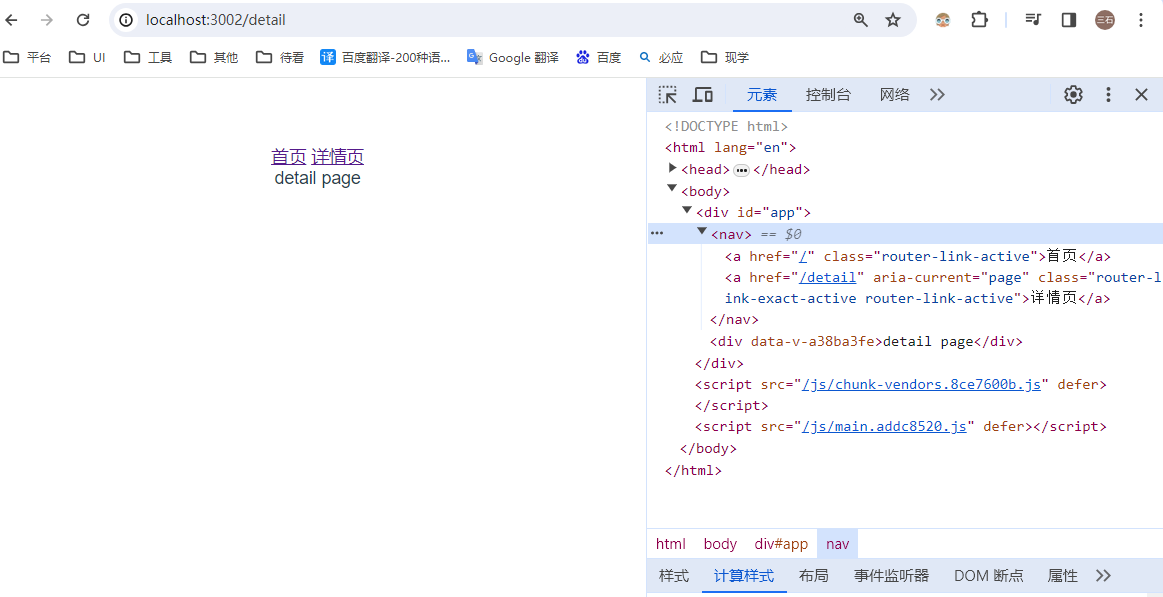 localhost:3002/detail
三石
平台 UI 工具 其他 待看 译 百度翻译-200种语... Google 翻译 百度 必应 现学
首页 详情页
detail page
元素 控制台 网络
<!DOCTYPE html>
<html lang="en">
<head> ••• </head>
<body>
<div id="app">
<nav> == $0
<a href="/" class="router-link-active">首页</a>
<a href="/detail" aria-current="page" class="router-l
ink-exact-active router-link-active">详情页</a>
</nav>
<div data-v-a38ba3fe>detail page</div>
</div>
<script src="/js/chunk-vendors.8ce7600b.js" defer>
</script>
<script src="/js/main.addc8520.js" defer></script>
</body>
</html>
html body div#app nav
样式 计算样式 布局 事件监听器 DOM 断点 属性